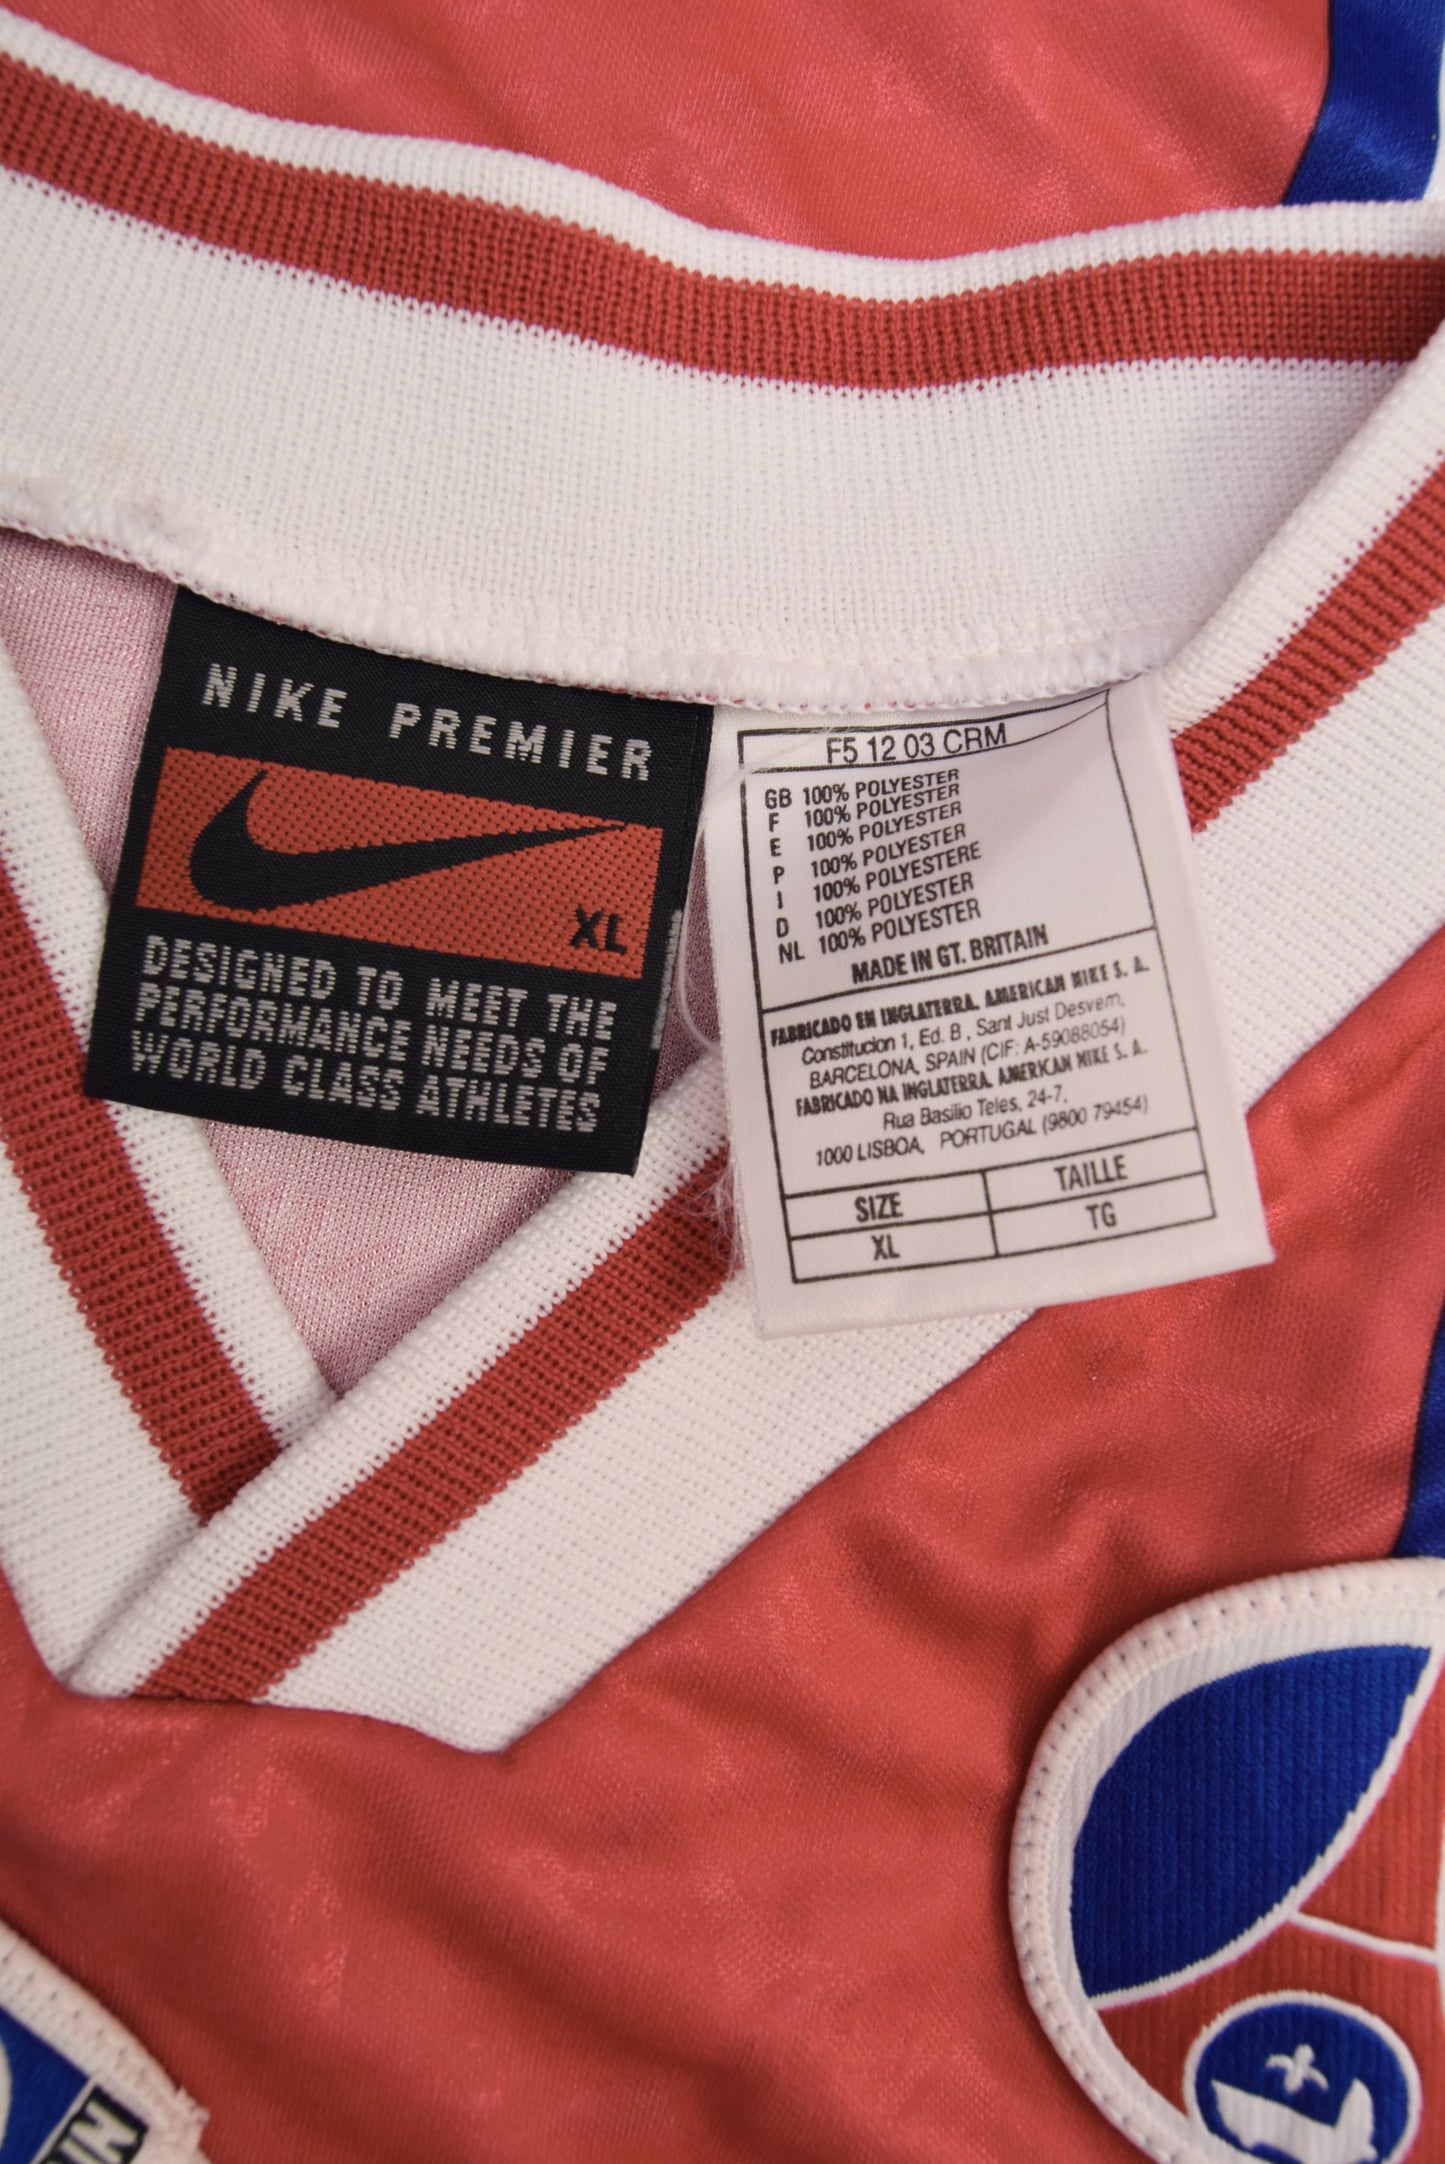 NIKE PREMIER
XL
DESIGNED TO MEET THE
PERFORMANCE NEEDS OF
WORLD CLASS ATHLETES
F5 12 03 CRM
GB 100% POLYESTER
F 100% POLYESTER
E 100% POLYESTER
P 100% POLYESTER
I 100% POLYESTERE
D 100% POLYESTER
NL 100% POLYESTER
MADE IN GT. BRITAIN
FABRICADO EN INGLATERRA. AMERICAN NIKE S. A.
Constitucion 1, Ed. B, Sant Just Desvern,
BARCELONA, SPAIN (CIF: A-59088054)
FABRICADO NA INGLATERRA. AMERICAN NIKE S. A.
Rua Basilio Teles, 24-7,
1000 LISBOA, PORTUGAL (9800 79454)
SIZE TAILLE
XL TG